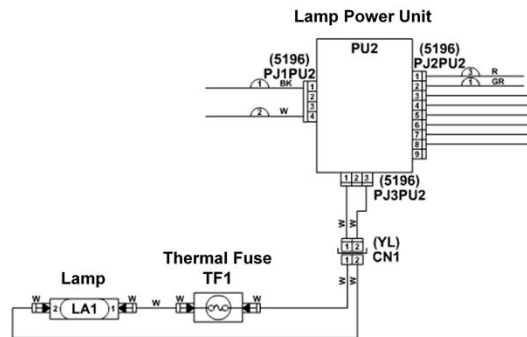 Lamp Power Unit
PU2
(5196)
PJ1PU2
(5196)
PJ2PU2
1 BK
2 W
1
2
3
4
1
2
3
4
5
6
7
8
9
3 R
1 GR
1 2 3
(5196)
PJ3PU2
W W
1 2
1 2
(YL)
CN1
W W
Thermal Fuse
TF1
Lamp
W 2 LA1 1 W W W W